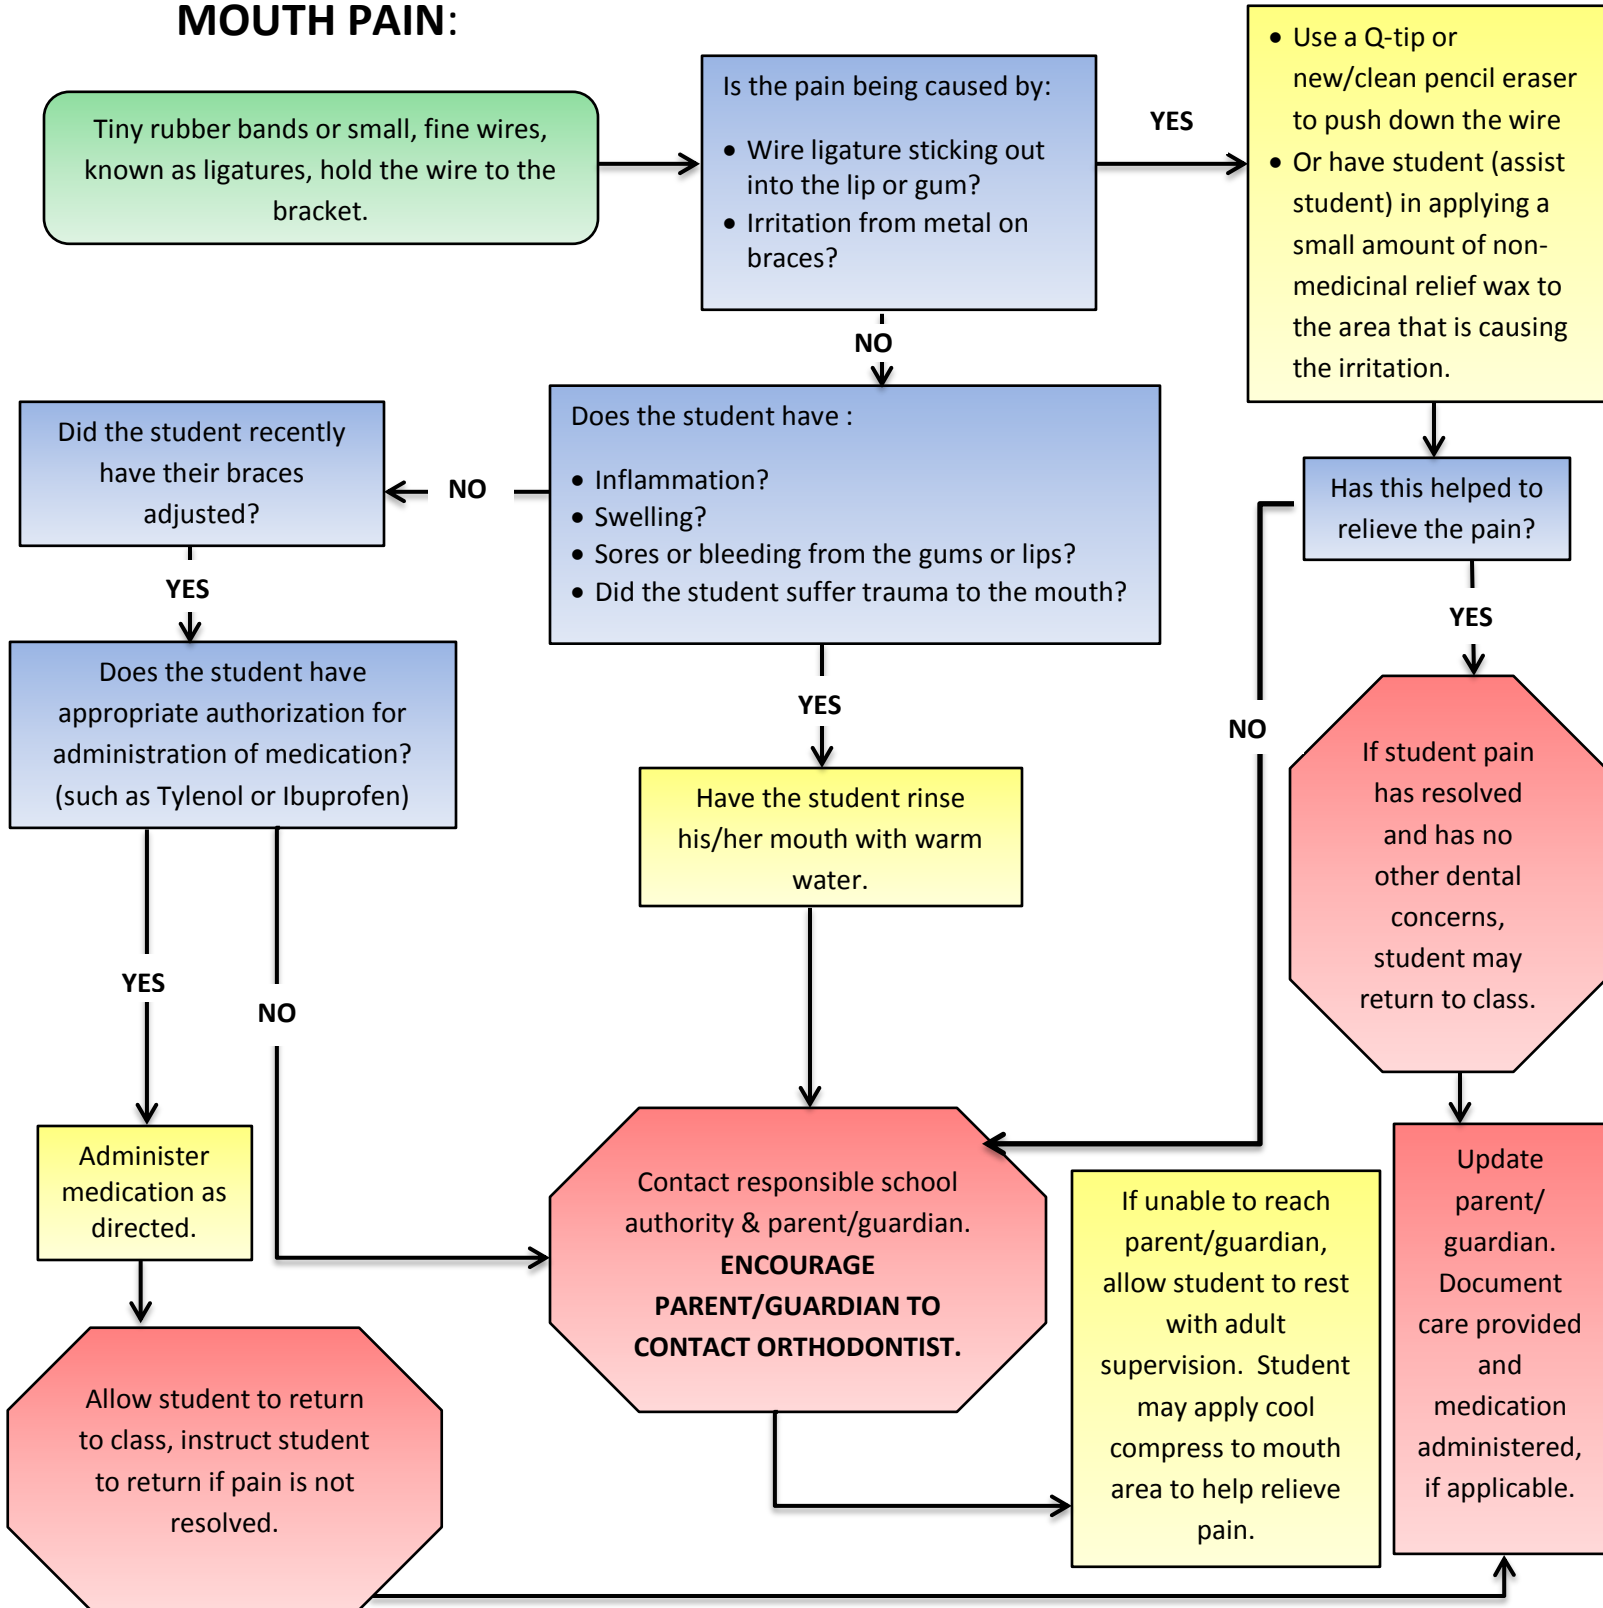 MOUTH PAIN:
Tiny rubber bands or small, fine wires,
known as ligatures, hold the wire to the
bracket.
Is the pain being caused by:
• Wire ligature sticking out
into the lip or gum?
• Irritation from metal on
braces?
YES
• Use a Q-tip or
new/clean pencil eraser
to push down the wire
• Or have student (assist
student) in applying a
small amount of non-
medicinal relief wax to
the area that is causing
the irritation.
NO
Did the student recently
have their braces
adjusted?
NO
Does the student have :
• Inflammation?
• Swelling?
• Sores or bleeding from the gums or lips?
• Did the student suffer trauma to the mouth?
Has this helped to
relieve the pain?
YES
YES
Does the student have
appropriate authorization for
administration of medication?
(such as Tylenol or Ibuprofen)
YES
NO
Have the student rinse
his/her mouth with warm
water.
If student pain
has resolved
and has no
other dental
concerns,
student may
return to class.
YES
NO
Administer
medication as
directed.
Contact responsible school
authority & parent/guardian.
ENCOURAGE
PARENT/GUARDIAN TO
CONTACT ORTHODONTIST.
If unable to reach
parent/guardian,
allow student to rest
with adult
supervision.  Student
may apply cool
compress to mouth
area to help relieve
pain.
Update
parent/
guardian.
Document
care provided
and
medication
administered,
if applicable.
Allow student to return
to class, instruct student
to return if pain is not
resolved.